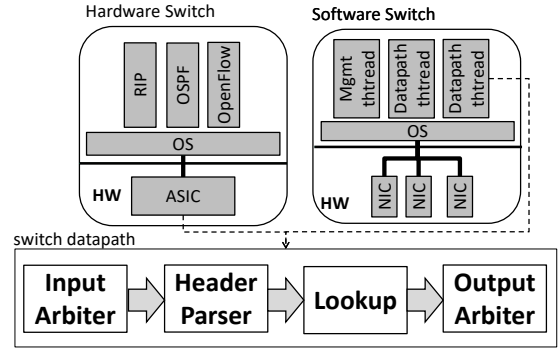 Hardware Switch
RIP
OSPF
OpenFlow
OS
HW
ASIC
Software Switch
Mgmt
thtread
Datapath
thtread
Datapath
thtread
OS
HW
NIC
NIC
NIC
switch datapath
Input
Arbiter
Header
Parser
Lookup
Output
Arbiter